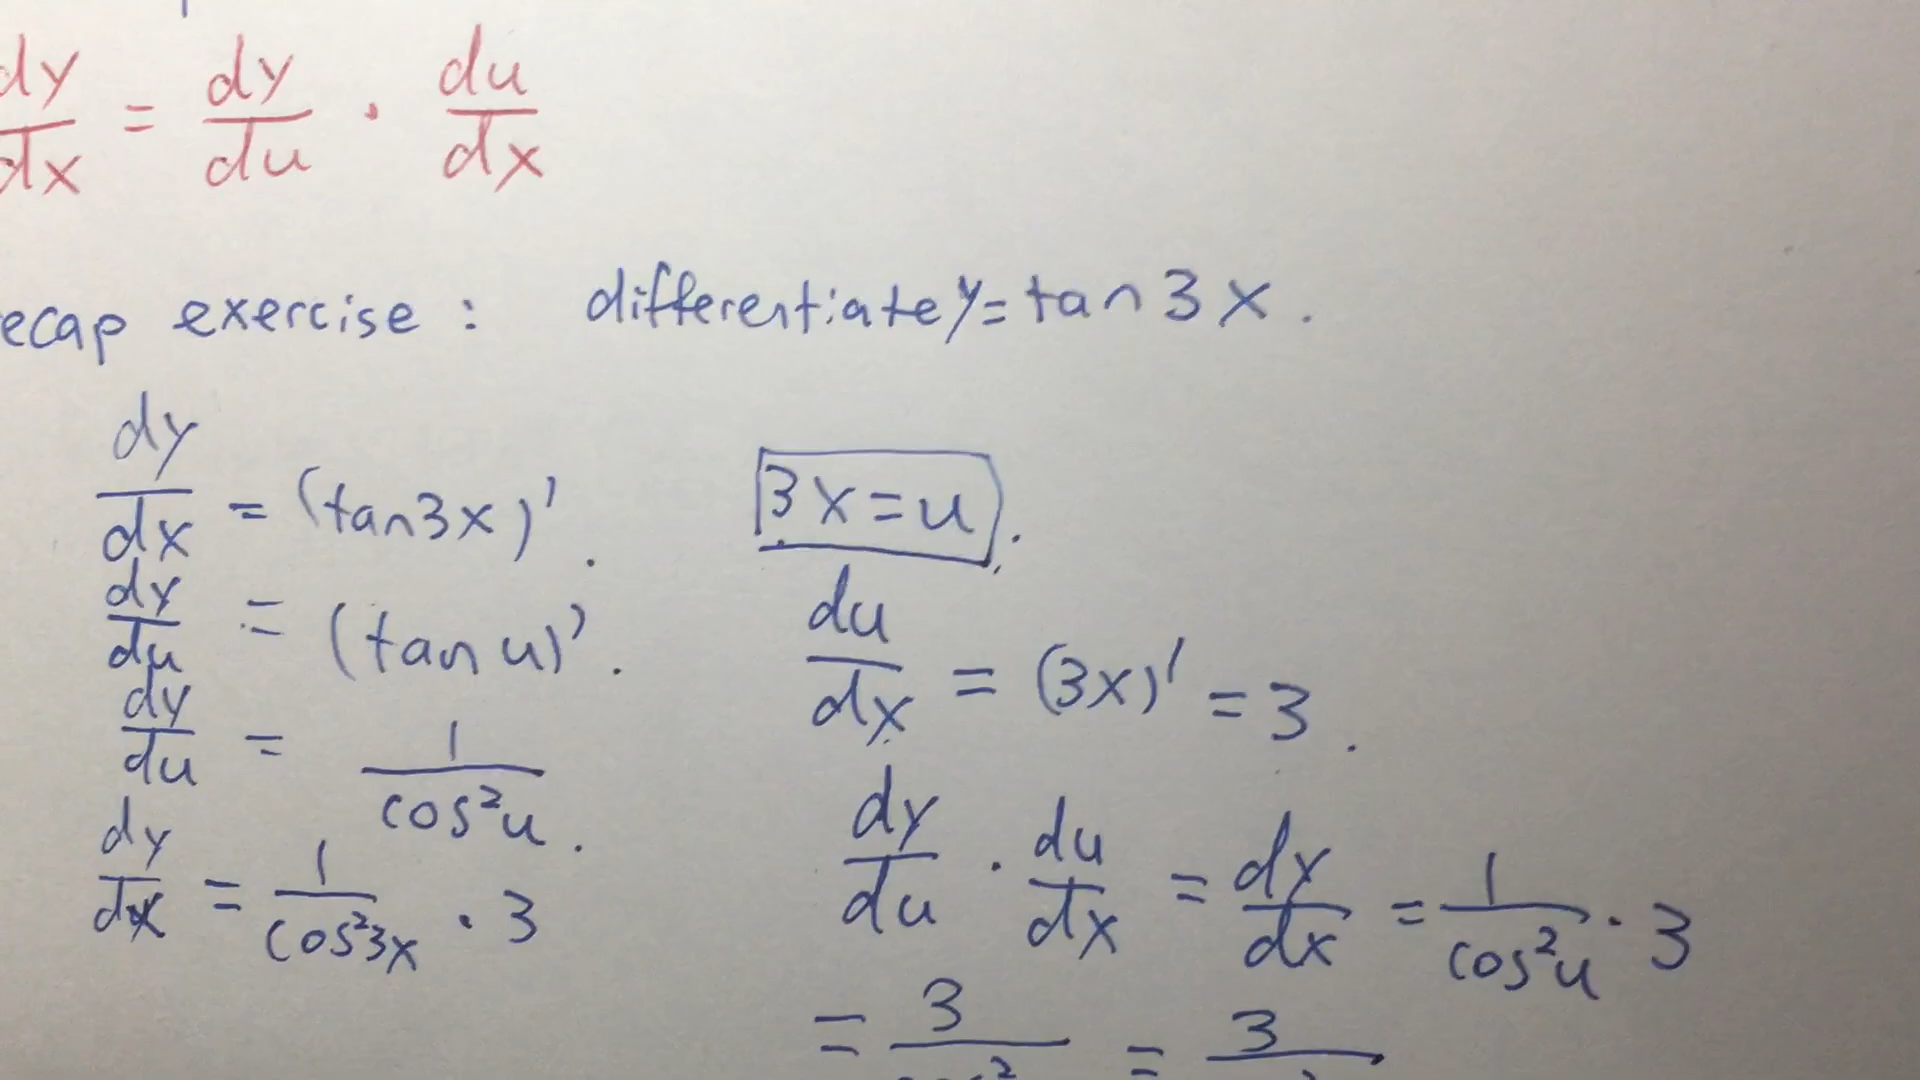 dy/dx = dy/du · du/dx
ecap exercise : differentiate y=tan3x.
dy/dx = (tan3x)'.
3x=u.
dy/du = (tan u)'.
du/dx = (3x)' = 3.
dy/du = 1/cos²u.
dy/du · du/dx = dy/dx = 1/cos²u · 3
dy/dx = 1/cos²3x · 3
= 3/ = 3/